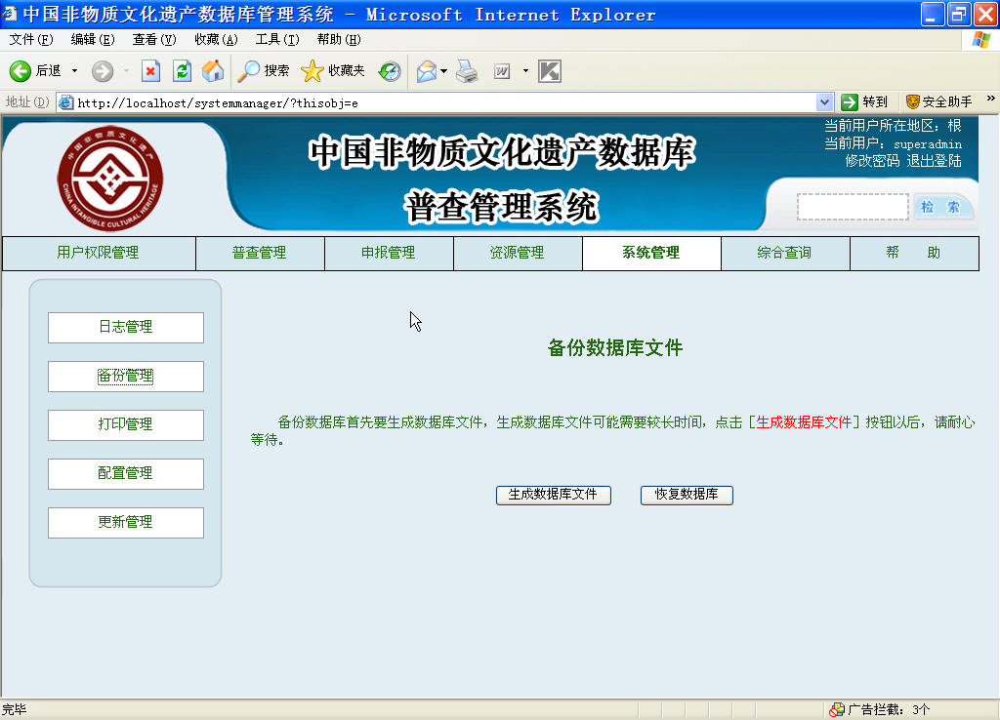 中国非物质文化遗产数据库管理系统 - Microsoft Internet Explorer
文件(F) 编辑(E) 查看(V) 收藏(A) 工具(T) 帮助(H)
后退 搜索 收藏夹
地址(D) http://localhost/systemmanager/?thisobj=e 转到 安全助手 »
中国非物质文化遗产
CHINA INTANGIBLE CULTURAL HERITAGE
中国非物质文化遗产数据库
普查管理系统
当前用户所在地区：根
当前用户：superadmin
修改密码 退出登陆
检 索
用户权限管理 普查管理 申报管理 资源管理 系统管理 综合查询 帮 助
日志管理
备份管理
打印管理
配置管理
更新管理
备份数据库文件
备份数据库首先要生成数据库文件，生成数据库文件可能需要较长时间，点击［生成数据库文件］按钮以后，请耐心
等待。
生成数据库文件 恢复数据库
完毕 广告拦截：3个